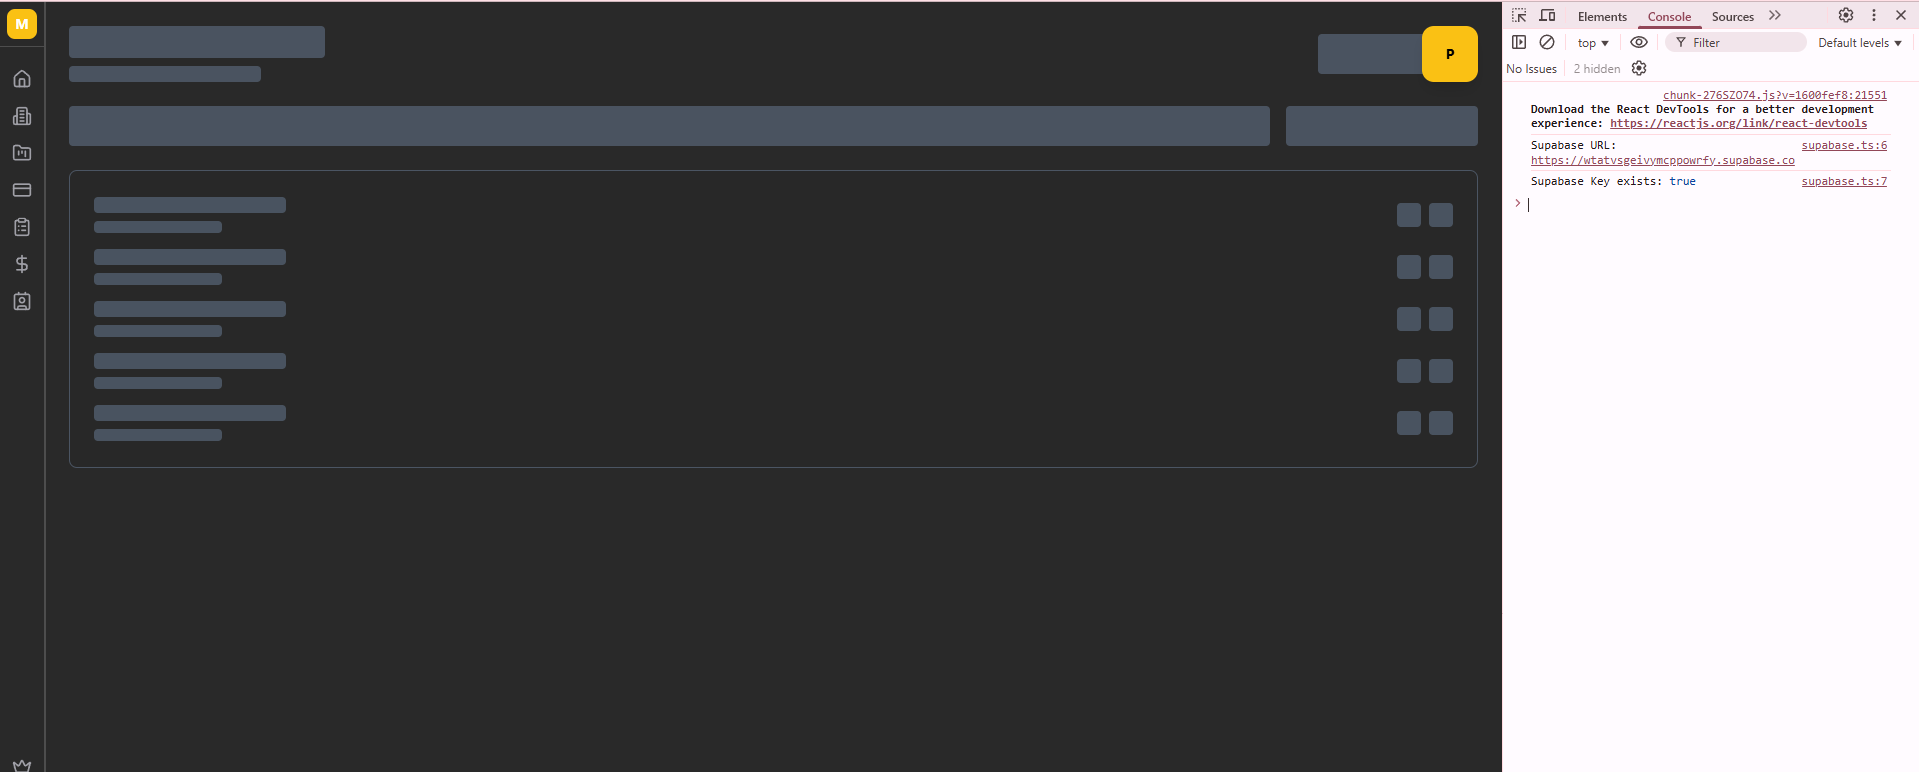 M
P
Elements Console Sources
top Filter Default levels
No Issues 2 hidden
chunk-276SZO74.js?v=1600fef8:21551
Download the React DevTools for a better development
experience: https://reactjs.org/link/react-devtools
Supabase URL: supabase.ts:6
https://wtatvsgeivymcppowrfy.supabase.co
Supabase Key exists: true supabase.ts:7